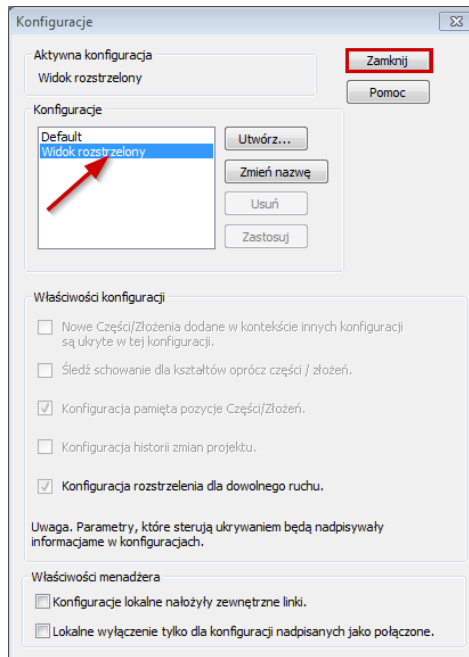 Konfiguracje
Aktywna konfiguracja
Widok rozstrzelony
Zamknij
Pomoc
Konfiguracje
Default
Widok rozstrzelony
Utwórz...
Zmień nazwę
Usuń
Zastosuj
Właściwości konfiguracji
Nowe Części/Złożenia dodane w kontekście innych konfiguracji
są ukryte w tej konfiguracji.
Śledź schowanie dla kształtów oprócz części / złożeń.
Konfiguracja pamięta pozycje Części/Złożeń.
Konfiguracja historii zmian projektu.
Konfiguracja rozstrzelenia dla dowolnego ruchu.
Uwaga. Parametry, które sterują ukrywaniem będą nadpisywały
informacjame w konfiguracjach.
Właściwości menadżera
Konfiguracje lokalne nałożyły zewnętrzne linki.
Lokalne wyłączenie tylko dla konfiguracji nadpisanych jako połączone.